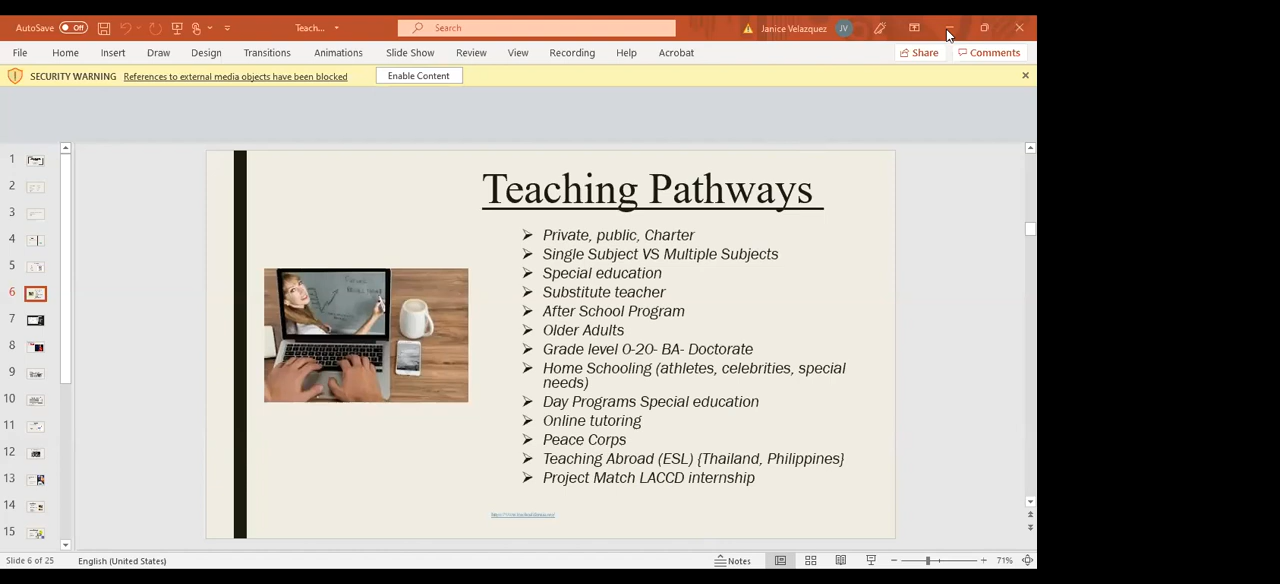 AutoSave Off Teach... Search Janice Velazquez JV
File Home Insert Draw Design Transitions Animations Slide Show Review View Recording Help Acrobat Share Comments
SECURITY WARNING References to external media objects have been blocked Enable Content
Teaching Pathways
Private, public, Charter
Single Subject VS Multiple Subjects
Special education
Substitute teacher
After School Program
Older Adults
Grade level 0-20- BA- Doctorate
Home Schooling (athletes, celebrities, special
needs)
Day Programs Special education
Online tutoring
Peace Corps
Teaching Abroad (ESL) {Thailand, Philippines}
Project Match LACCD internship
1
2
3
4
5
6
7
8
9
10
11
12
13
14
15
Slide 6 of 25 English (United States) Notes 71%